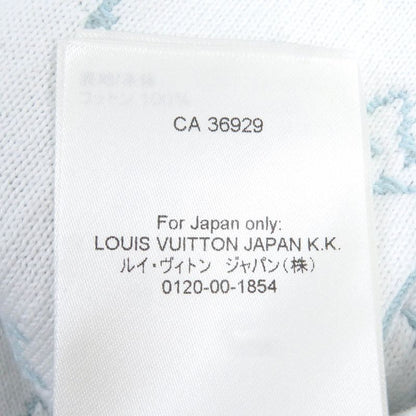 コットン 100%
CA 36929
For Japan only:
LOUIS VUITTON JAPAN K.K.
ルイ・ヴィトン ジャパン(株)
0120-00-1854